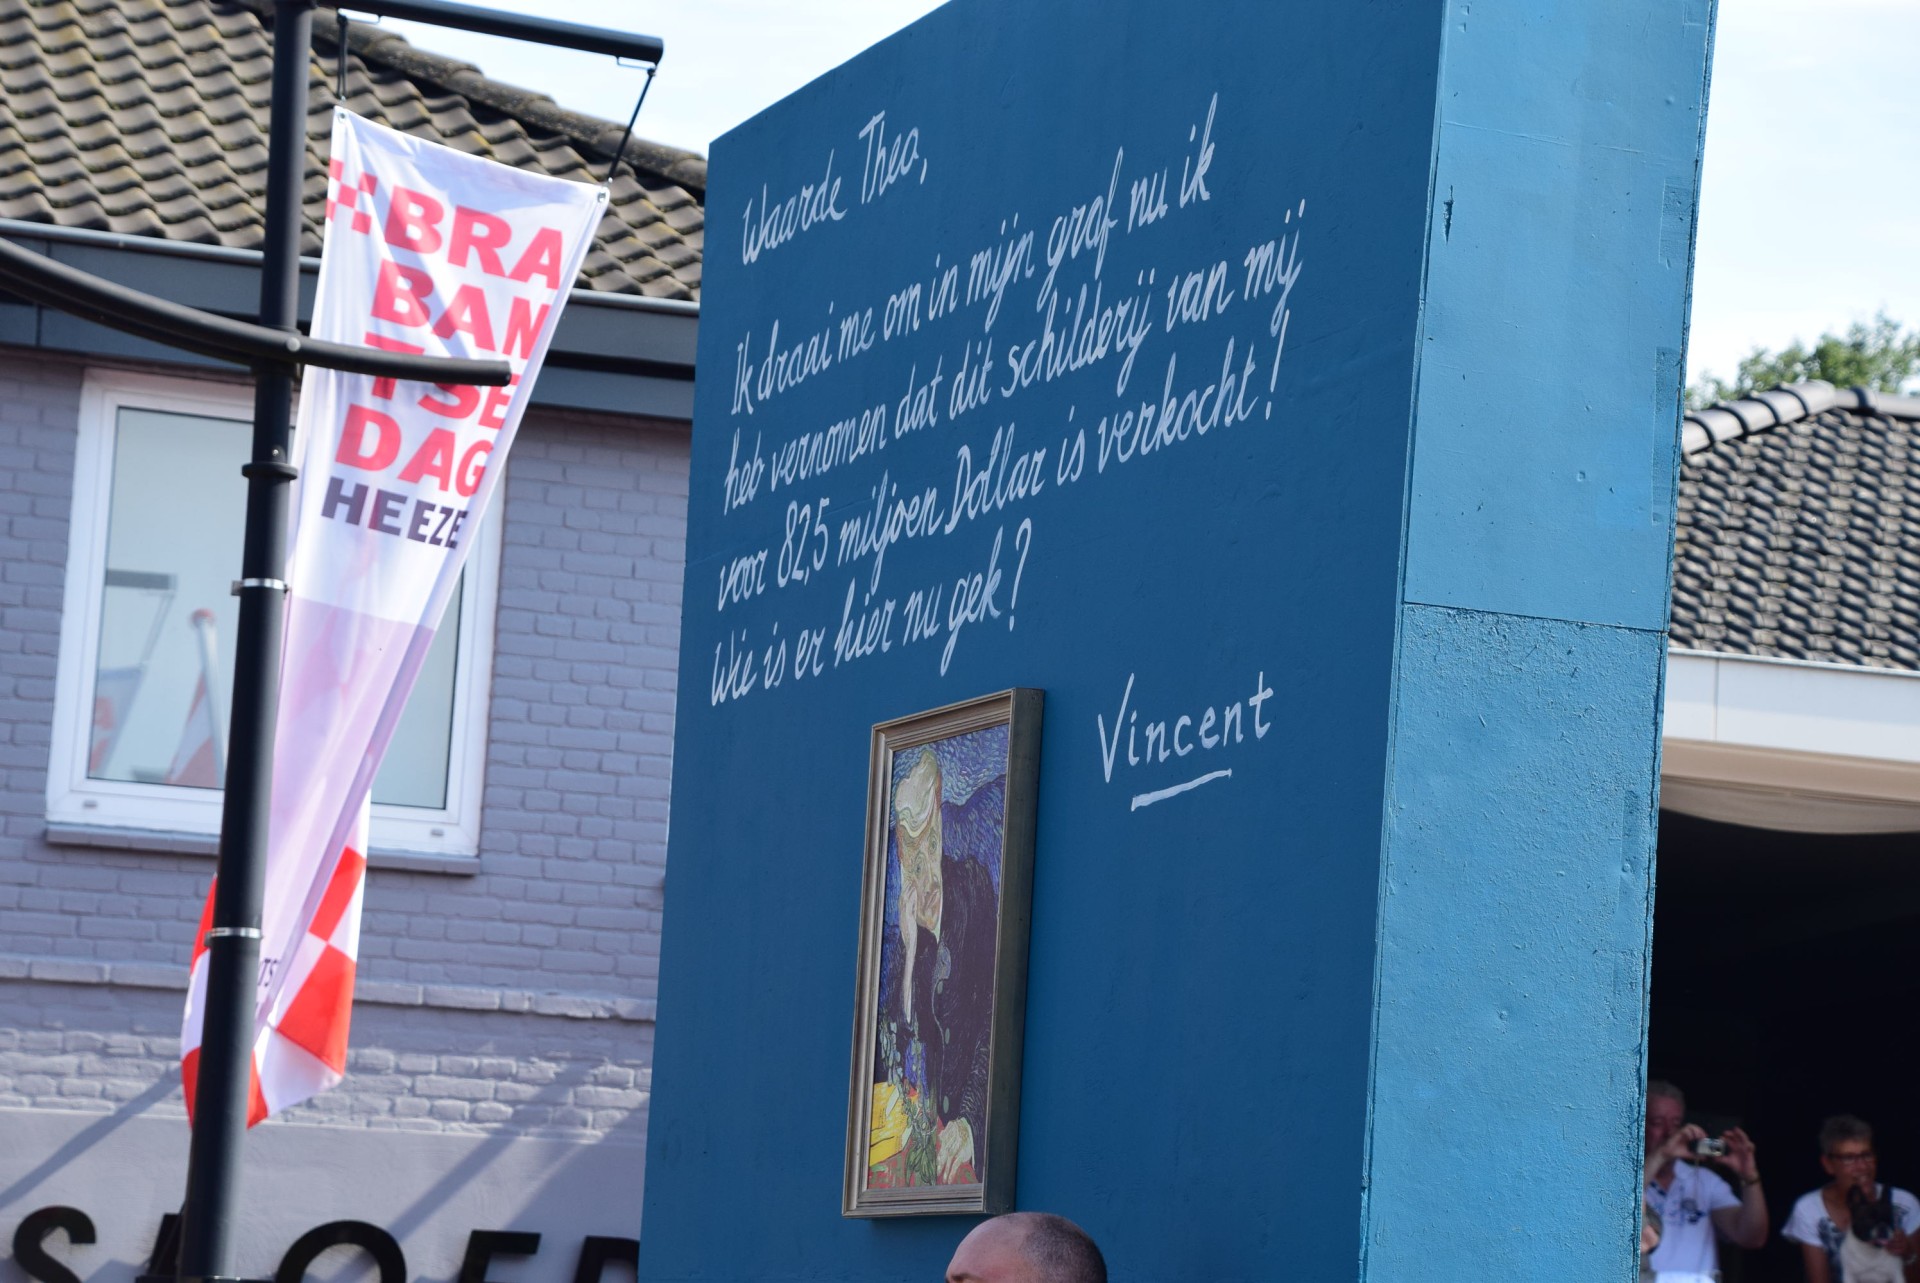 BRA
BAN
TSE
DAG
HEEZE
Waarde Theo,
Ik draai me om in mijn graf nu ik
heb vernomen dat dit schilderij van mij
voor 82,5 miljoen Dollar is verkocht!
Wie is er hier nu gek?
Vincent